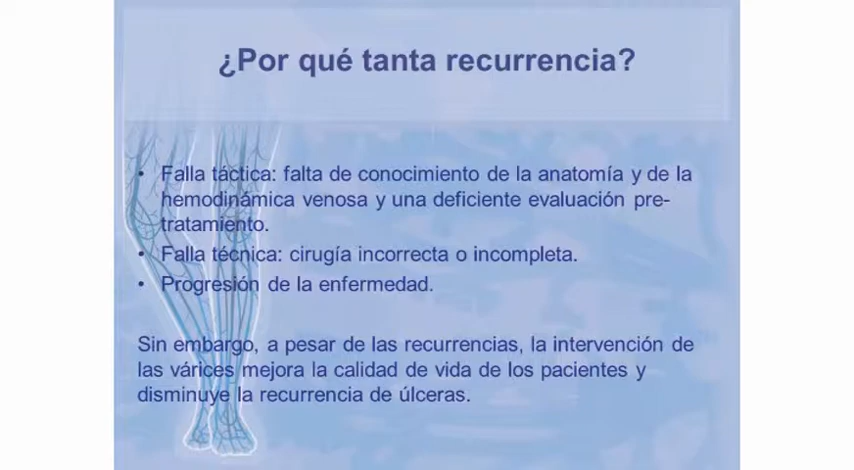 ¿Por qué tanta recurrencia?
• Falla táctica: falta de conocimiento de la anatomía y de la
hemodinámica venosa y una deficiente evaluación pre-
tratamiento.
• Falla técnica: cirugía incorrecta o incompleta.
• Progresión de la enfermedad.
Sin embargo, a pesar de las recurrencias, la intervención de
las várices mejora la calidad de vida de los pacientes y
disminuye la recurrencia de úlceras.